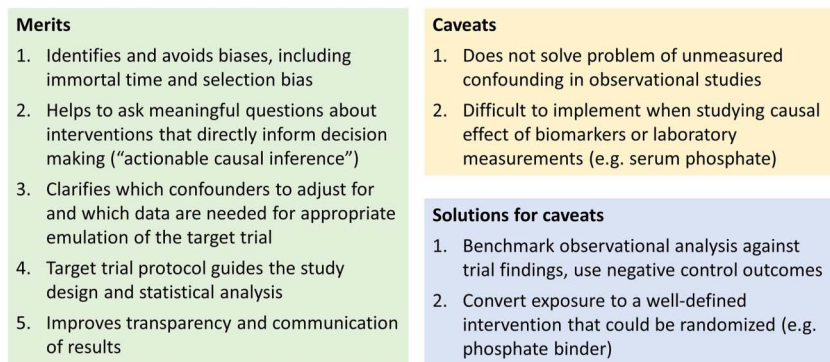 Merits
1. Identifies and avoids biases, including
immortal time and selection bias
2. Helps to ask meaningful questions about
interventions that directly inform decision
making (“actionable causal inference”)
3. Clarifies which confounders to adjust for
and which data are needed for appropriate
emulation of the target trial
4. Target trial protocol guides the study
design and statistical analysis
5. Improves transparency and communication
of results
Caveats
1. Does not solve problem of unmeasured
confounding in observational studies
2. Difficult to implement when studying causal
effect of biomarkers or laboratory
measurements (e.g. serum phosphate)
Solutions for caveats
1. Benchmark observational analysis against
trial findings, use negative control outcomes
2. Convert exposure to a well-defined
intervention that could be randomized (e.g.
phosphate binder)